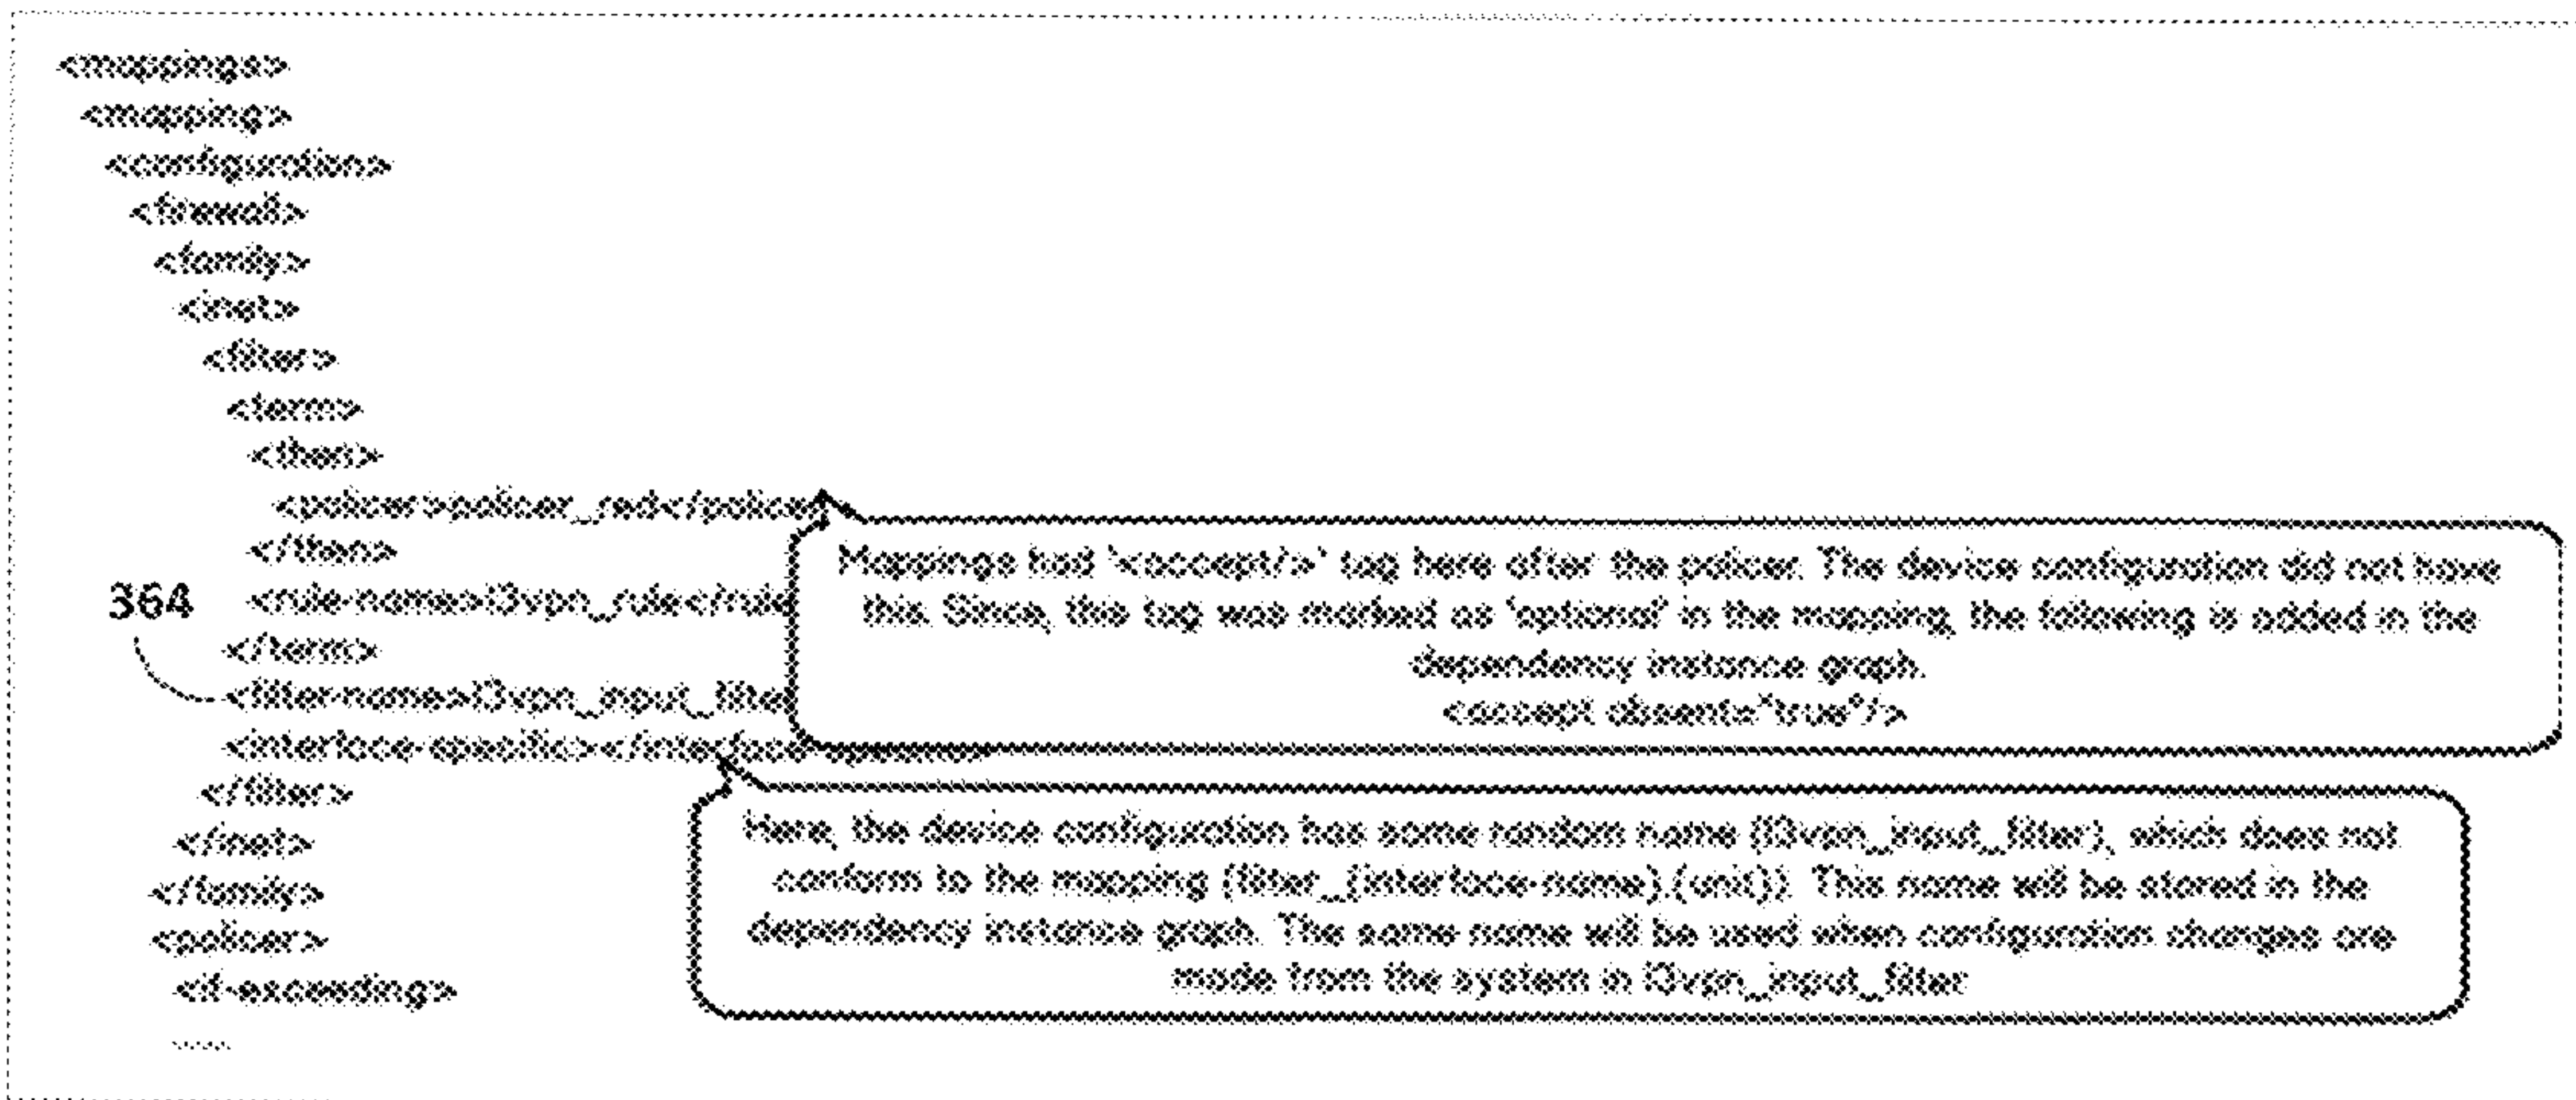 <mappings>
<mapping>
<configuration>
<firewall>
<family>
<inet>
<filter>
<term>
<then>
<policer>policer_red</policer
</then>
364
<rule-name>l3vpn_rule</rule
</term>
<filter-name>l3vpn_input_filter
<interface-specific></interface-specific>
</filter>
</inet>
</family>
<policer>
<if-exceeding>
.....
Mappings had '<accept/>' tag here after the policer. The device configuration did not have
this. Since, this tag was marked as 'optional' in the mapping, the following is added in the
dependency instance graph.
<accept absent="true"/>
Here, the device configuration has some random name (l3vpn_input_filter), which does not
conform to the mapping (filter_{interface-name}.{unit}). This name will be stored in the
dependency instance graph. The same name will be used when configuration changes are
made from the system in l3vpn_input_filter